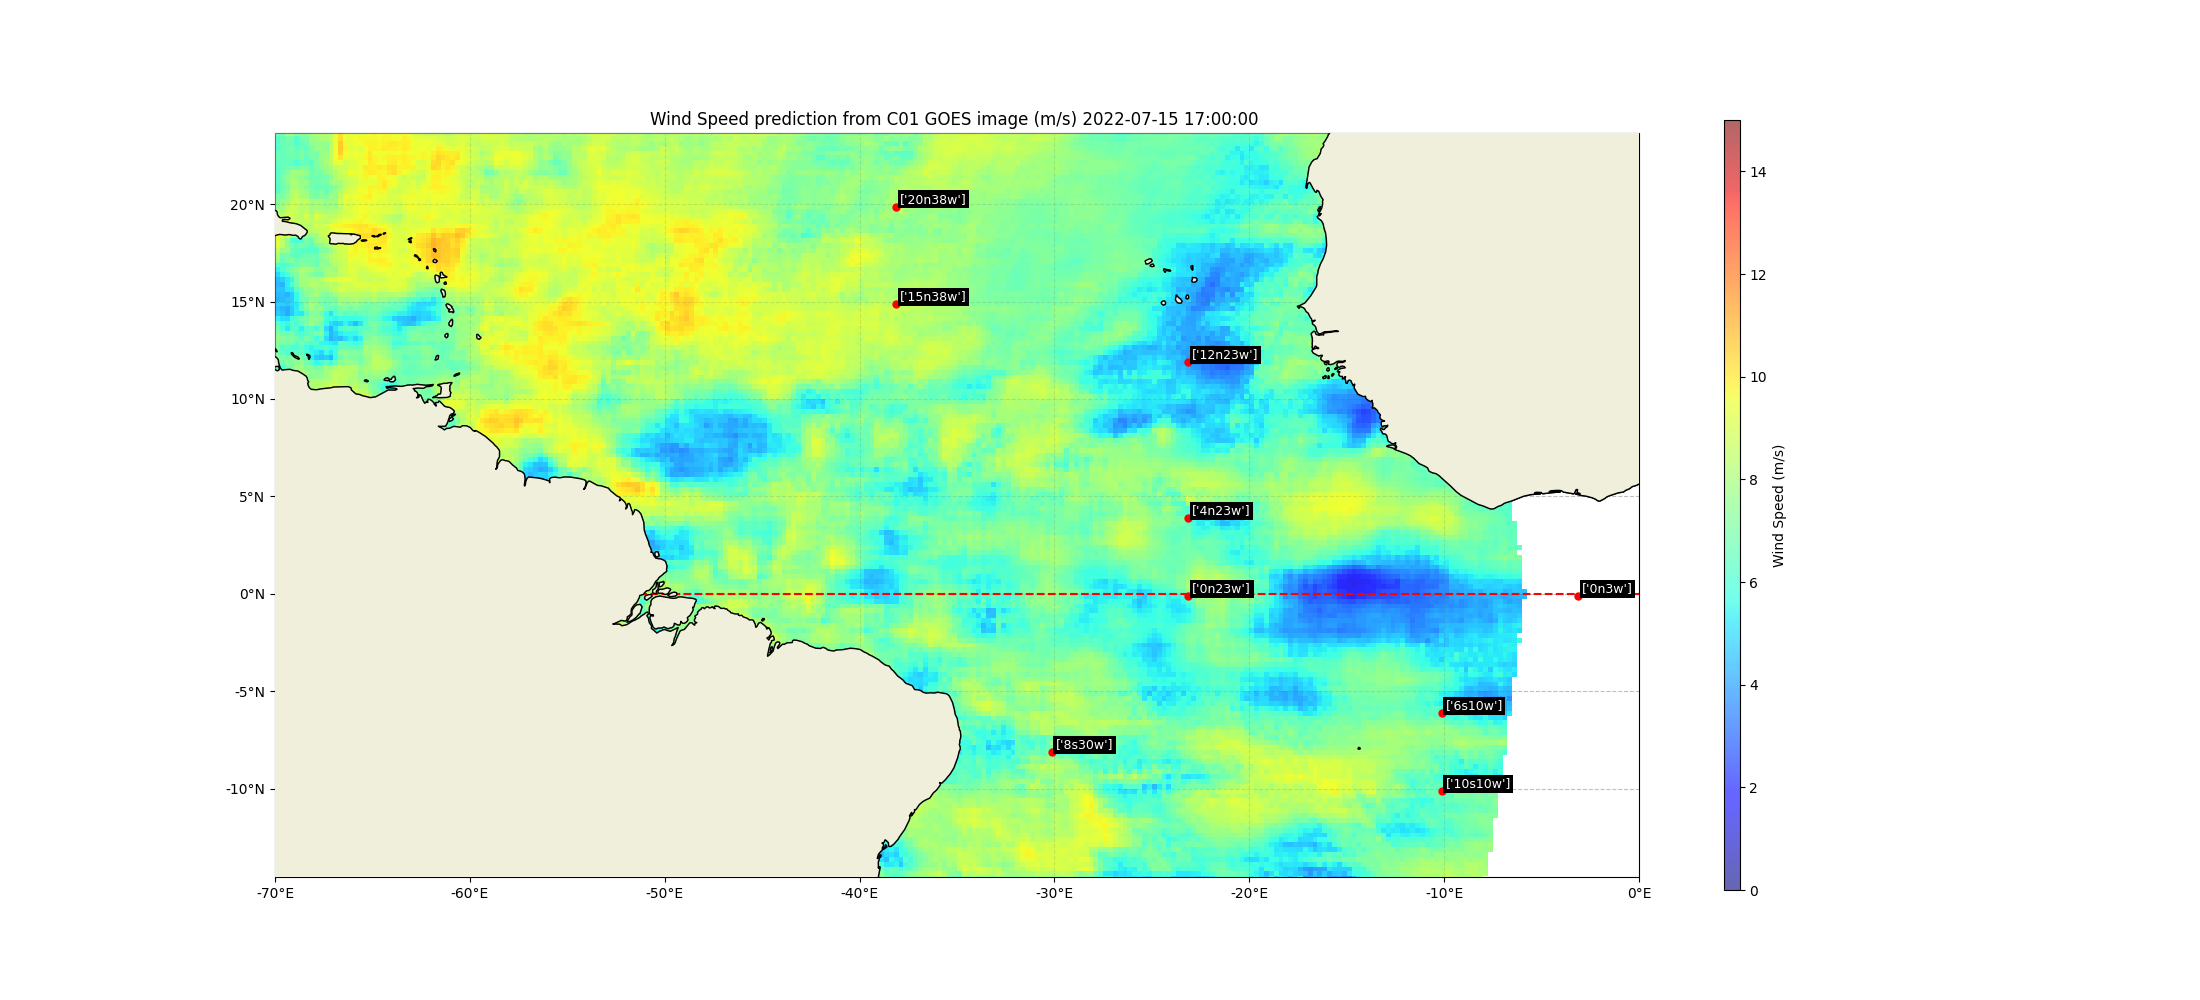 Wind Speed prediction from C01 GOES image (m/s) 2022-07-15 17:00:00
14
['20n38w']
20°N
12
['15n38w']
15°N
['12n23w']
10
10°N
8
Wind Speed (m/s)
5°N
['4n23w']
6
0°N
['0n23w']
['0n3w']
4
-5°N
['6s10w']
['8s30w']
2
-10°N
['10s10w']
0
-70°E
-60°E
-50°E
-40°E
-30°E
-20°E
-10°E
0°E